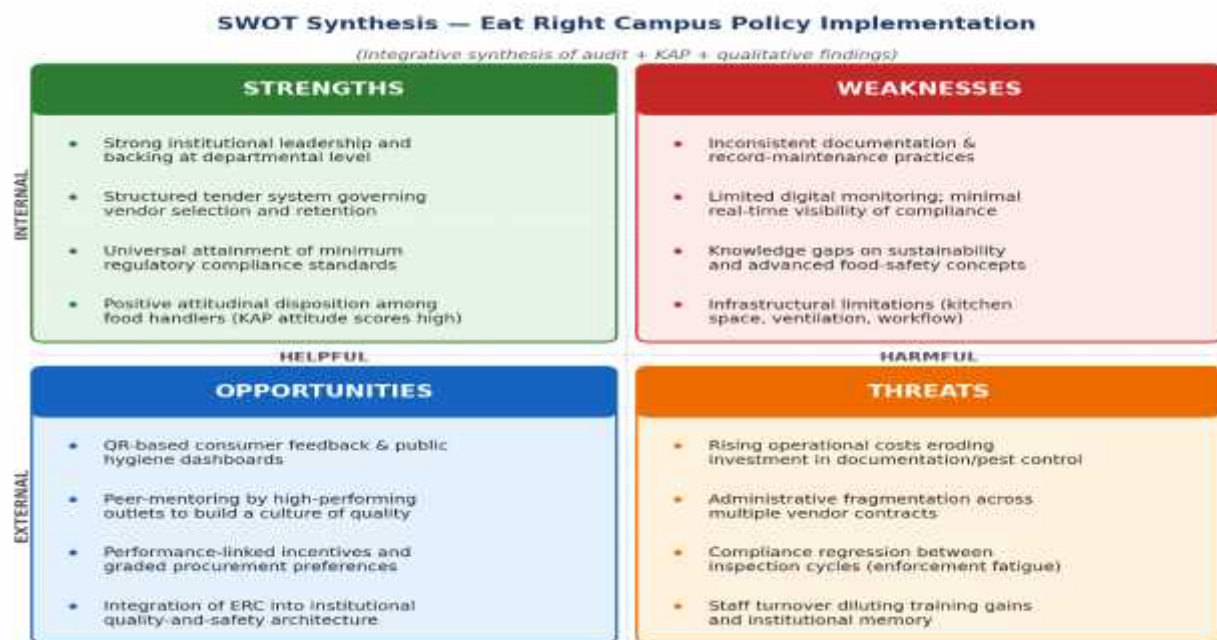 SWOT Synthesis — Eat Right Campus Policy Implementation
(Integrative synthesis of audit + KAP + qualitative findings)
INTERNAL
STRENGTHS
• Strong institutional leadership and
backing at departmental level
• Structured tender system governing
vendor selection and retention
• Universal attainment of minimum
regulatory compliance standards
• Positive attitudinal disposition among
food handlers (KAP attitude scores high)
WEAKNESSES
• Inconsistent documentation &
record-maintenance practices
• Limited digital monitoring; minimal
real-time visibility of compliance
• Knowledge gaps on sustainability
and advanced food-safety concepts
• Infrastructural limitations (kitchen
space, ventilation, workflow)
HELPFUL
HARMFUL
EXTERNAL
OPPORTUNITIES
• QR-based consumer feedback & public
hygiene dashboards
• Peer-mentoring by high-performing
outlets to build a culture of quality
• Performance-linked incentives and
graded procurement preferences
• Integration of ERC into institutional
quality-and-safety architecture
THREATS
• Rising operational costs eroding
investment in documentation/pest control
• Administrative fragmentation across
multiple vendor contracts
• Compliance regression between
inspection cycles (enforcement fatigue)
• Staff turnover diluting training gains
and institutional memory